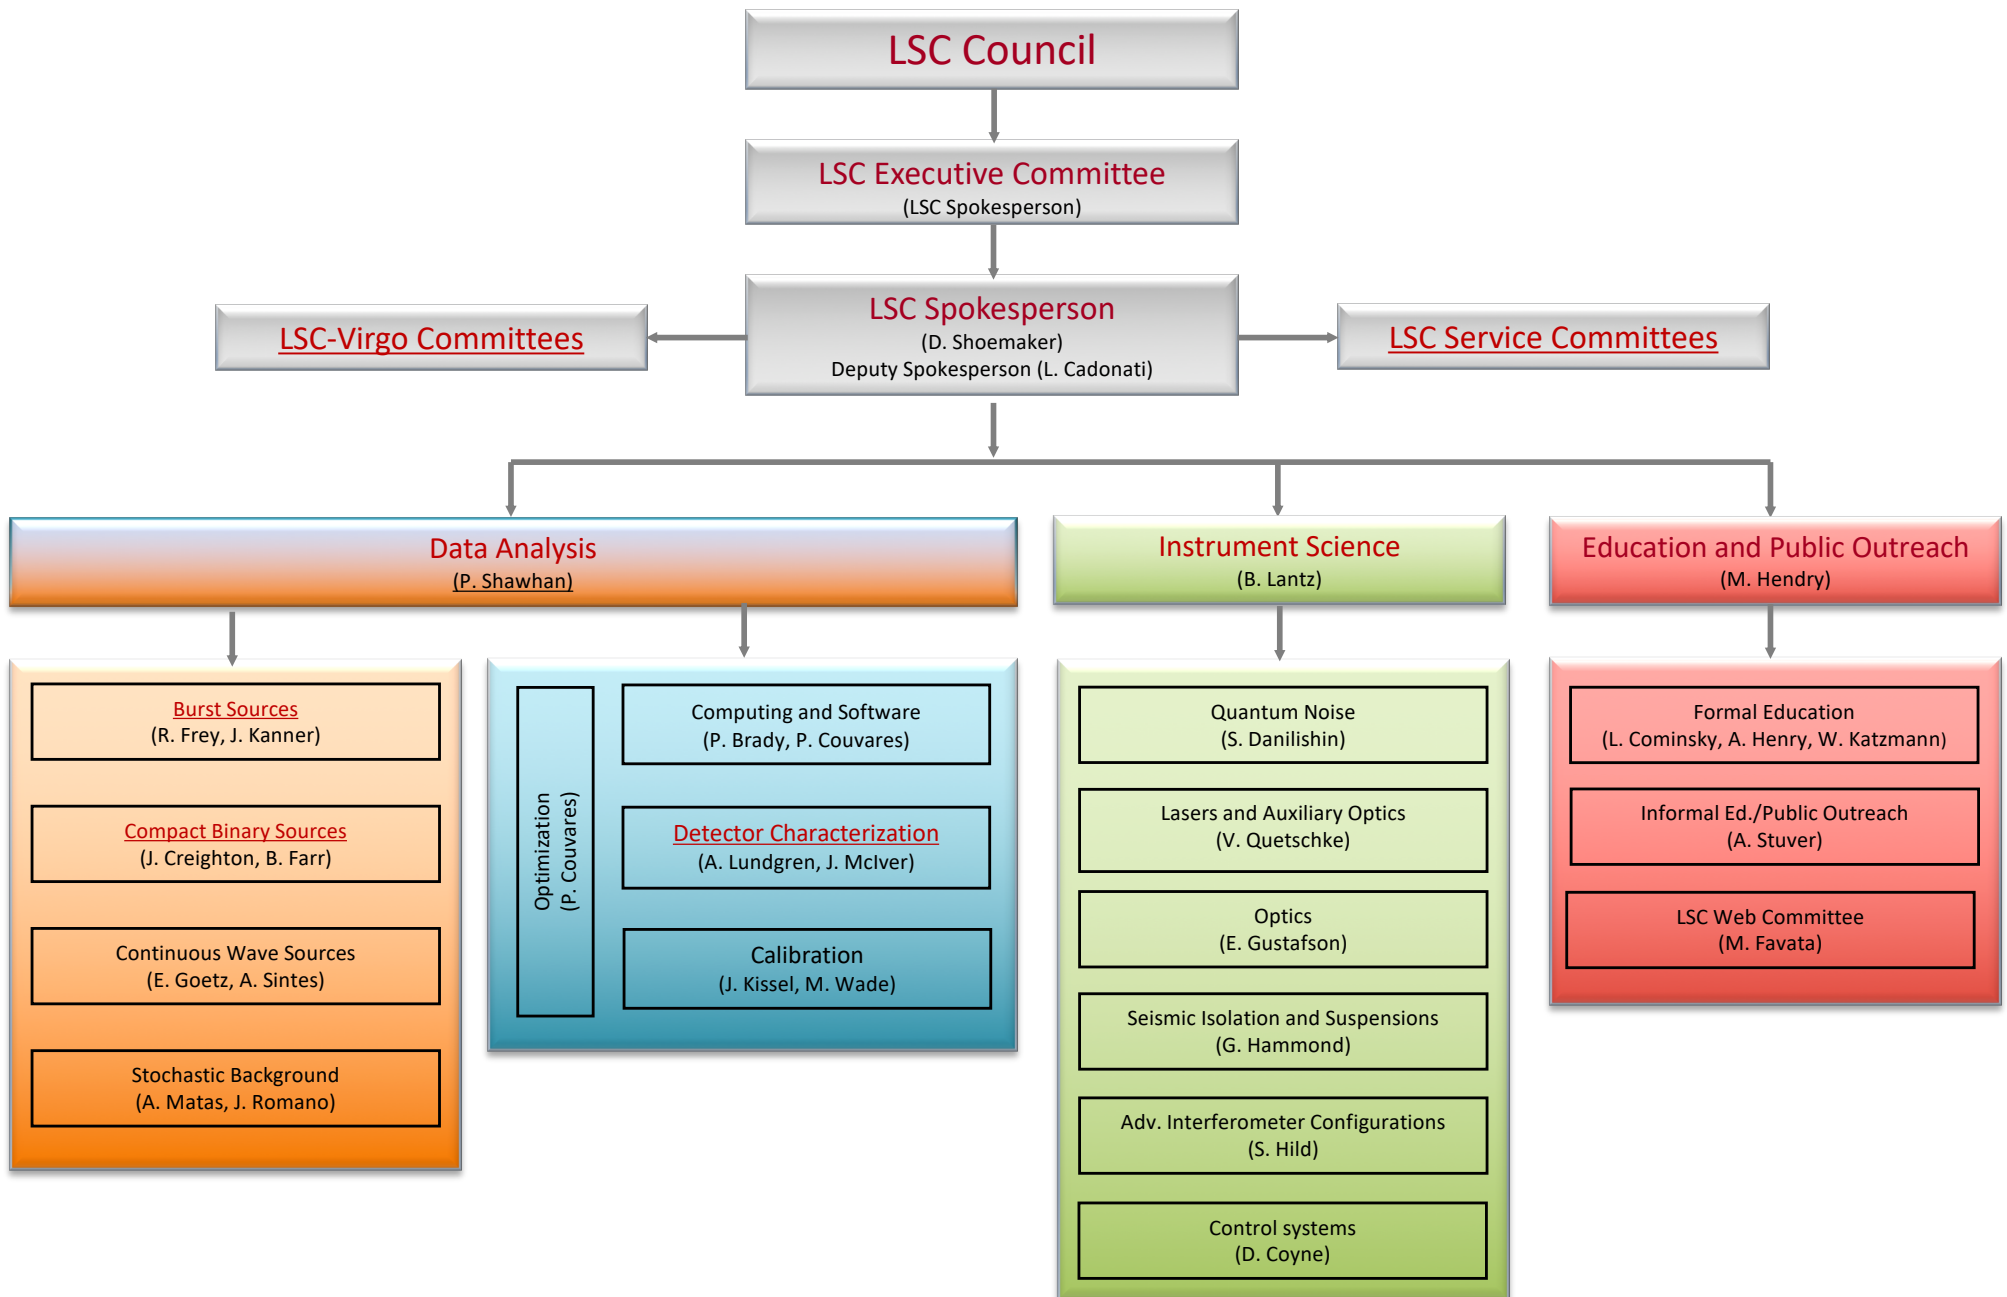 LSC Council
LSC Executive Committee
(LSC Spokesperson)
LSC Spokesperson
(D. Shoemaker)
Deputy Spokesperson (L. Cadonati)
LSC-Virgo Committees
LSC Service Committees
Data Analysis
(P. Shawhan)
Instrument Science
(B. Lantz)
Education and Public Outreach
(M. Hendry)
Burst Sources
(R. Frey, J. Kanner)
Compact Binary Sources
(J. Creighton, B. Farr)
Continuous Wave Sources
(E. Goetz, A. Sintes)
Stochastic Background
(A. Matas, J. Romano)
Optimization
(P. Couvares)
Computing and Software
(P. Brady, P. Couvares)
Detector Characterization
(A. Lundgren, J. McIver)
Calibration
(J. Kissel, M. Wade)
Quantum Noise
(S. Danilishin)
Lasers and Auxiliary Optics
(V. Quetschke)
Optics
(E. Gustafson)
Seismic Isolation and Suspensions
(G. Hammond)
Adv. Interferometer Configurations
(S. Hild)
Control systems
(D. Coyne)
Formal Education
(L. Cominsky, A. Henry, W. Katzmann)
Informal Ed./Public Outreach
(A. Stuver)
LSC Web Committee
(M. Favata)